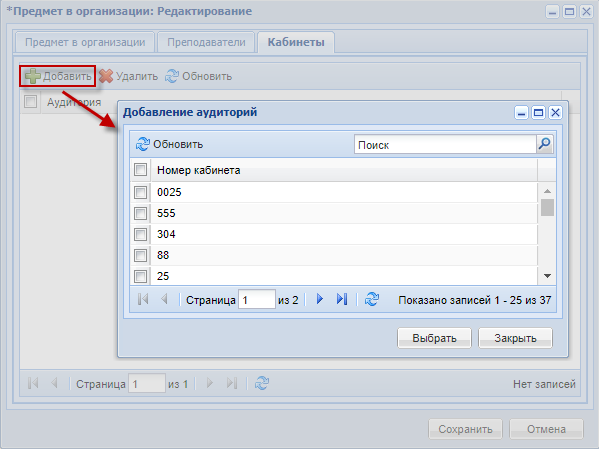 *Предмет в организации: Редактирование
Предмет в организации Преподаватели Кабинеты
Добавить Удалить Обновить
Аудитория
Добавление аудиторий
Обновить Поиск
Номер кабинета
0025
555
304
88
25
Страница 1 из 2 Показано записей 1 - 25 из 37
Выбрать Закрыть
Страница 1 из 1 Нет записей
Сохранить Отмена